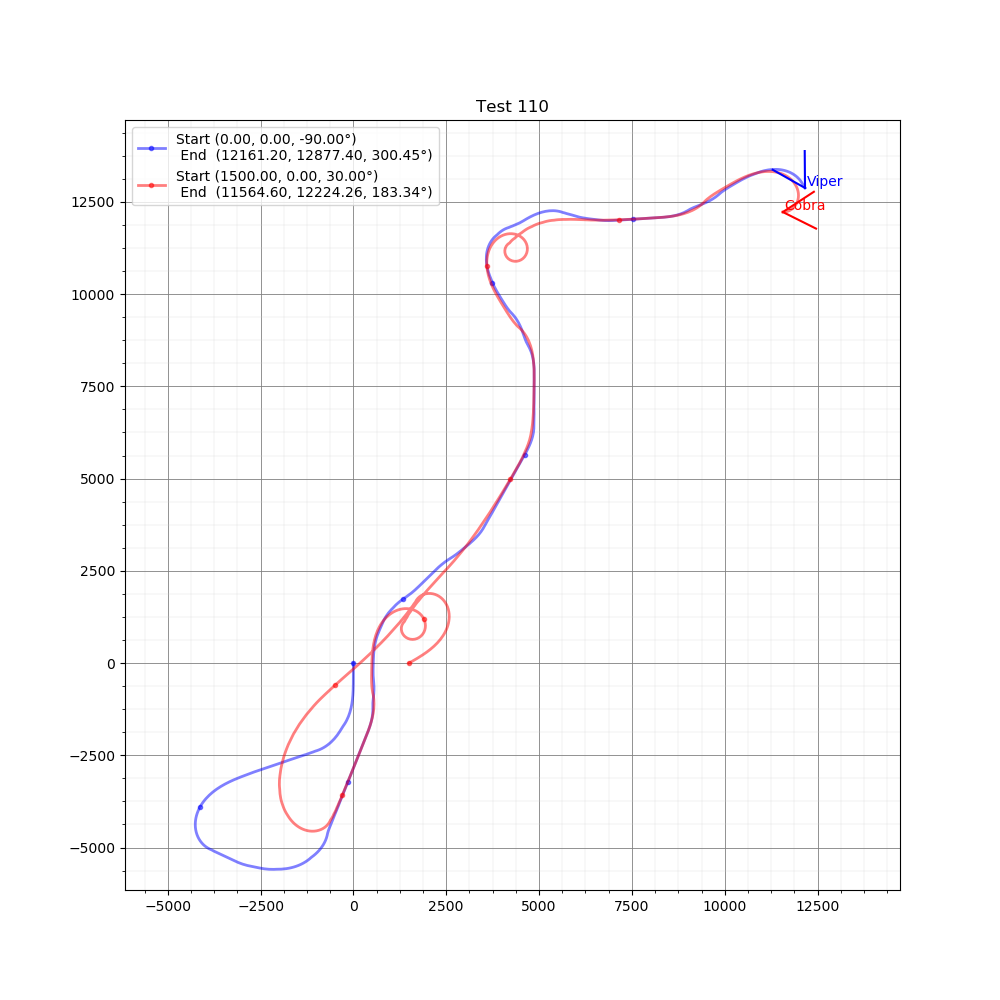 Test 110
Start (0.00, 0.00, -90.00°)
End (12161.20, 12877.40, 300.45°)
Start (1500.00, 0.00, 30.00°)
End (11564.60, 12224.26, 183.34°)
Viper
Cobra
12500
10000
7500
5000
2500
0
−2500
−5000
−5000 −2500 0 2500 5000 7500 10000 12500